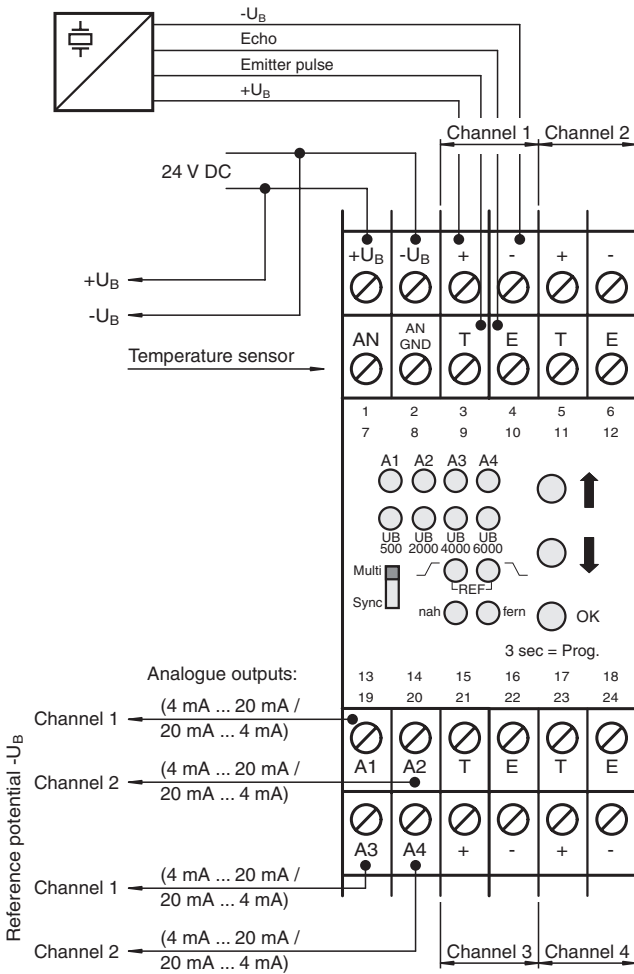 -UB
Echo
Emitter pulse
+UB
Channel 1 Channel 2
24 V DC
+UB -UB + - + -
+UB
-UB
AN AN GND T E T E
Temperature sensor
1 2 3 4 5 6
7 8 9 10 11 12
A1 A2 A3 A4
UB 500 UB 2000 UB 4000 UB 6000
Multi
REF
Sync
nah fern OK
3 sec = Prog.
Analogue outputs:
13 14 15 16 17 18
19 20 21 22 23 24
Channel 1 (4 mA ... 20 mA /
20 mA ... 4 mA)
A1 A2 T E T E
Channel 2 (4 mA ... 20 mA /
20 mA ... 4 mA)
A3 A4 + - + -
Channel 1 (4 mA ... 20 mA /
20 mA ... 4 mA)
Channel 2 (4 mA ... 20 mA /
20 mA ... 4 mA)
Channel 3 Channel 4
Reference potential -UB